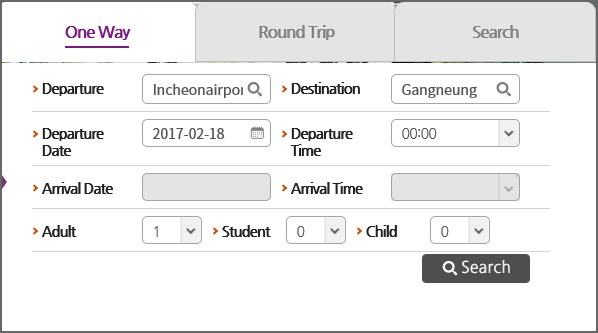 One Way Round Trip Search
Departure Incheonairpor Destination Gangneung
Departure Date 2017-02-18 Departure Time 00:00
Arrival Date Arrival Time
Adult 1 Student 0 Child 0
Search